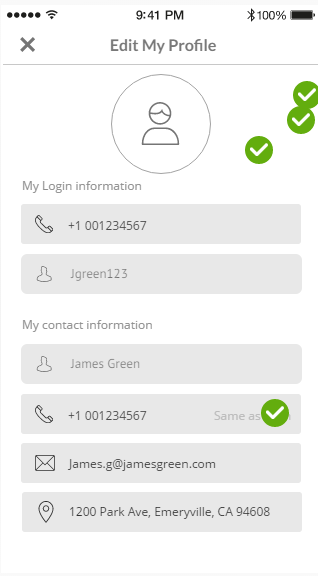 9:41 PM 100%
Edit My Profile
My Login information
+1 001234567
Jgreen123
My contact information
James Green
+1 001234567 Same as
James.g@jamesgreen.com
1200 Park Ave, Emeryville, CA 94608